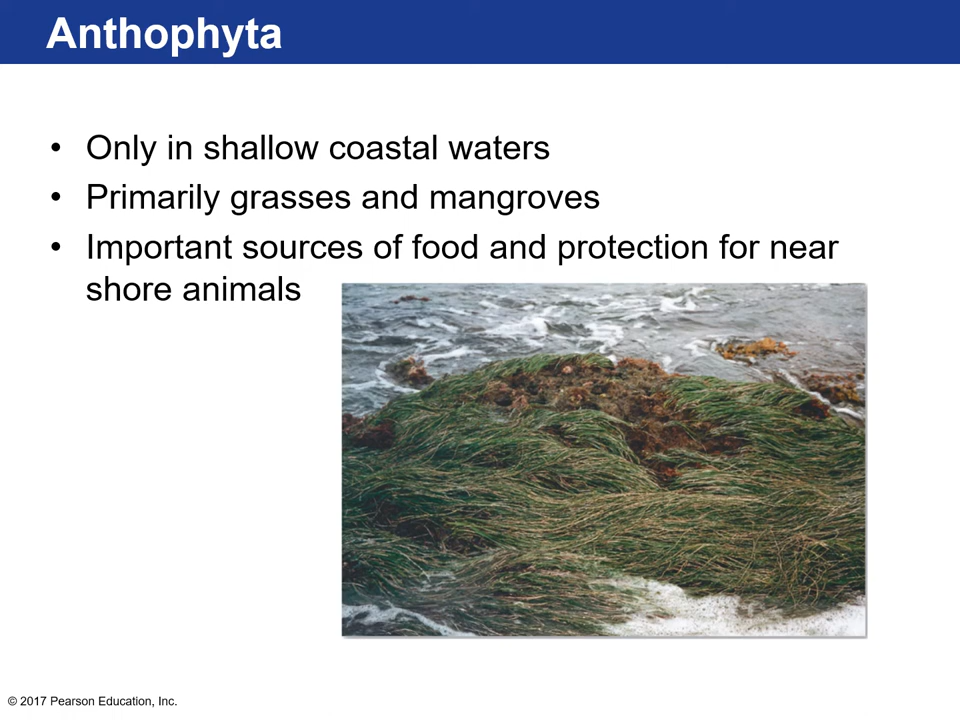 Anthophyta
• Only in shallow coastal waters
• Primarily grasses and mangroves
• Important sources of food and protection for near
shore animals
© 2017 Pearson Education, Inc.